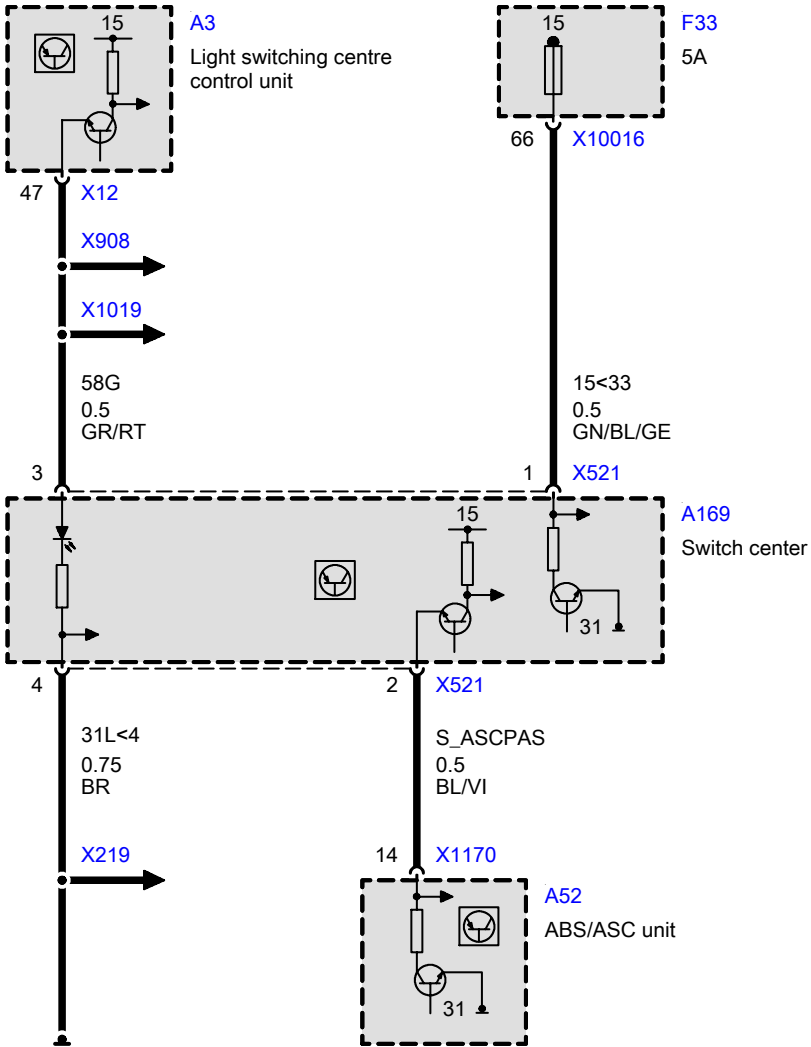 15
A3
Light switching centre
control unit
15
F33
5A
47
X12
66
X10016
X908
X1019
58G
0.5
GR/RT
15<33
0.5
GN/BL/GE
3
1
X521
15
31
A169
Switch center
4
2
X521
31L<4
0.75
BR
S_ASCPAS
0.5
BL/VI
X219
14
X1170
31
A52
ABS/ASC unit